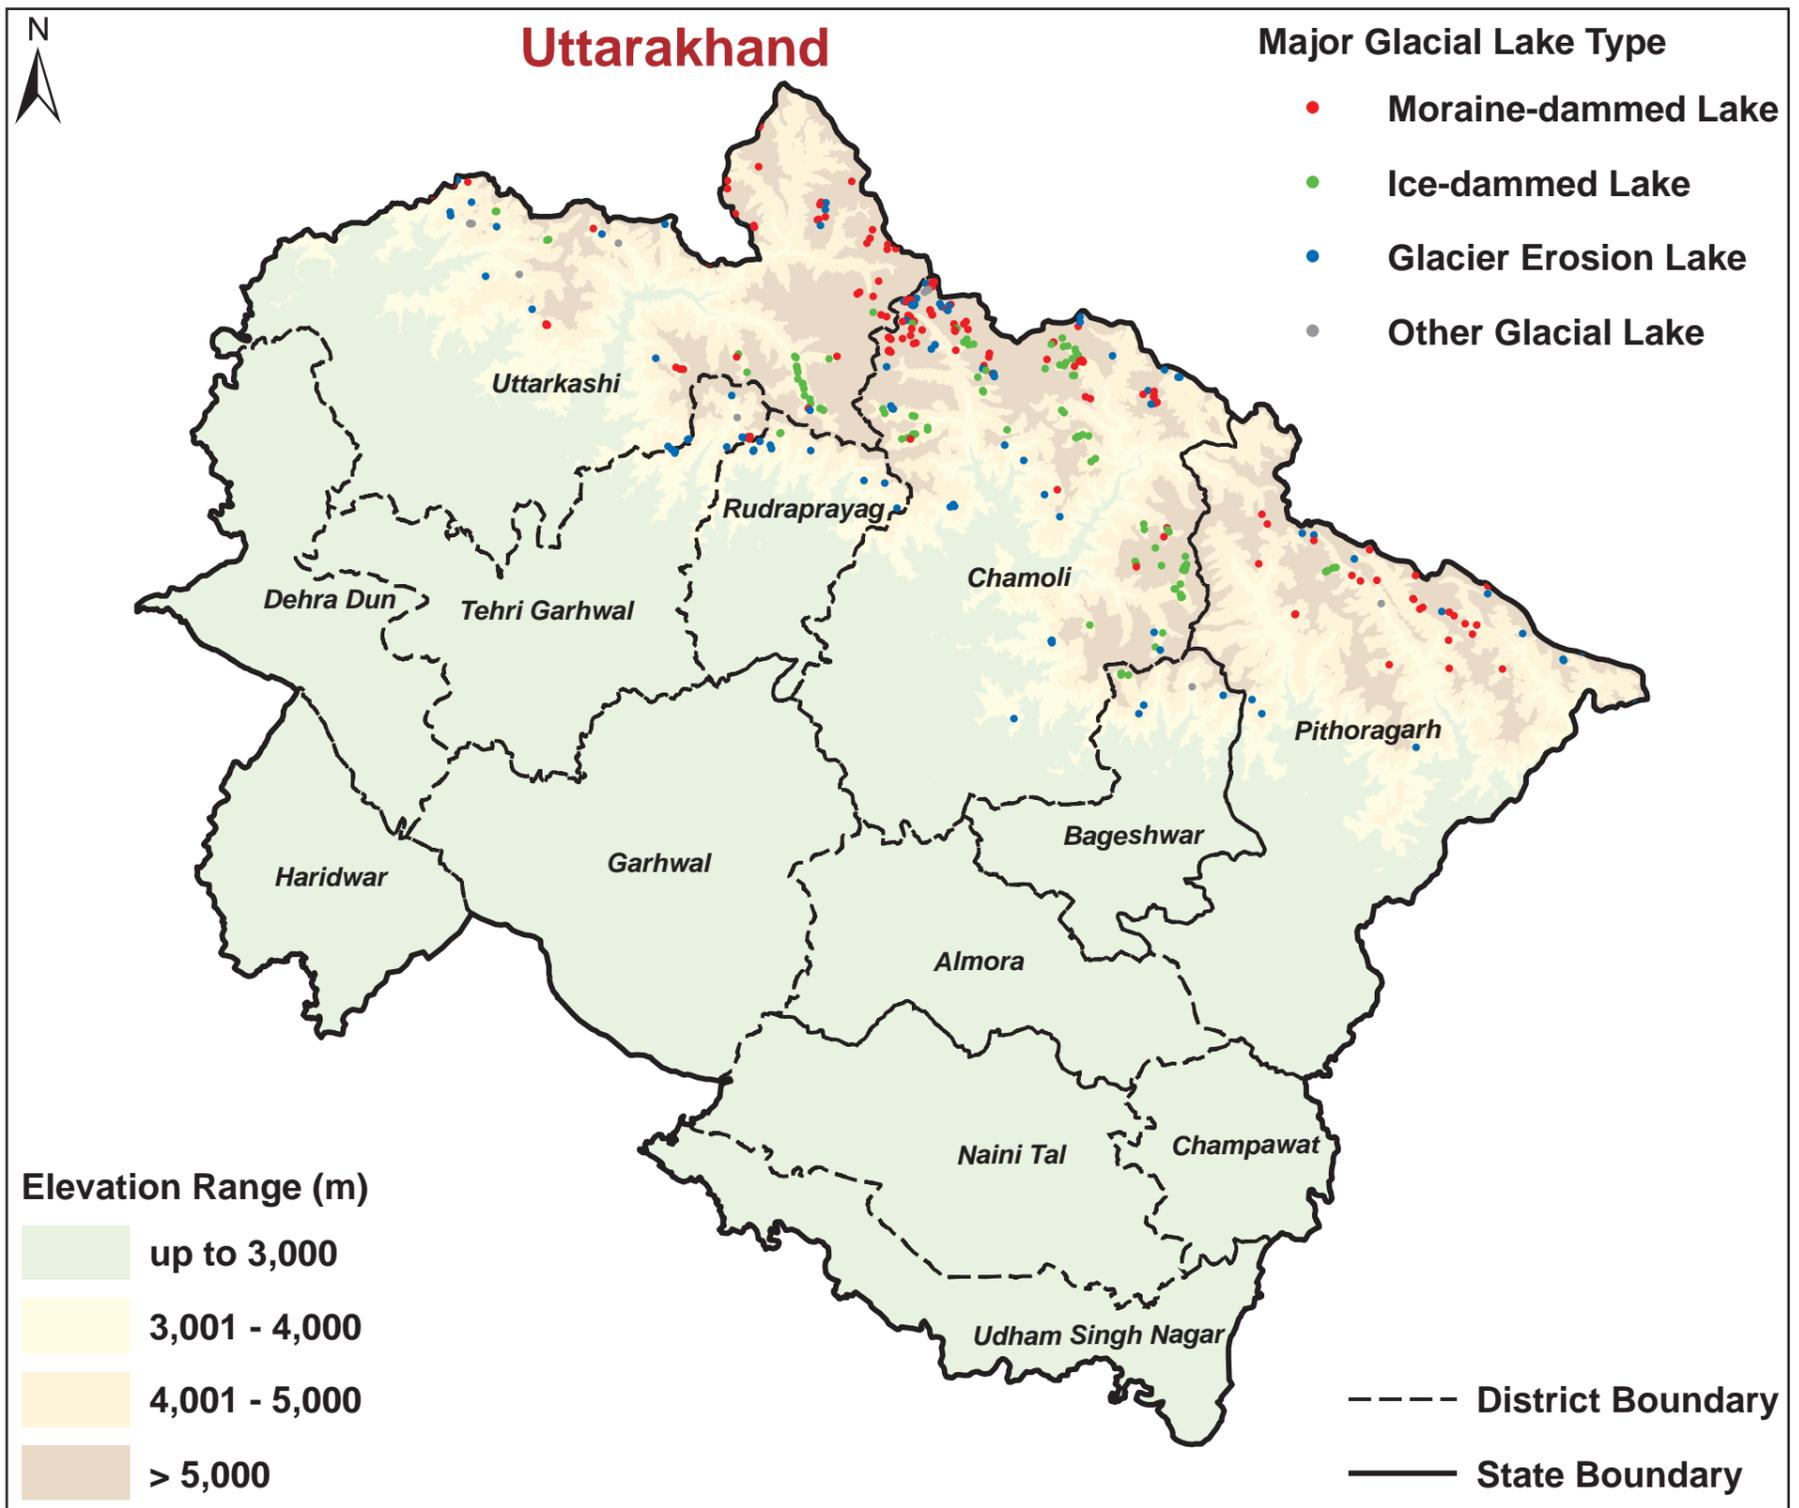 N
Uttarakhand
Major Glacial Lake Type
Moraine-dammed Lake
Ice-dammed Lake
Glacier Erosion Lake
Other Glacial Lake
Uttarkashi
Rudraprayag
Chamoli
Dehra Dun
Tehri Garhwal
Pithoragarh
Bageshwar
Haridwar
Garhwal
Almora
Naini Tal
Champawat
Udham Singh Nagar
Elevation Range (m)
up to 3,000
3,001 - 4,000
4,001 - 5,000
> 5,000
District Boundary
State Boundary